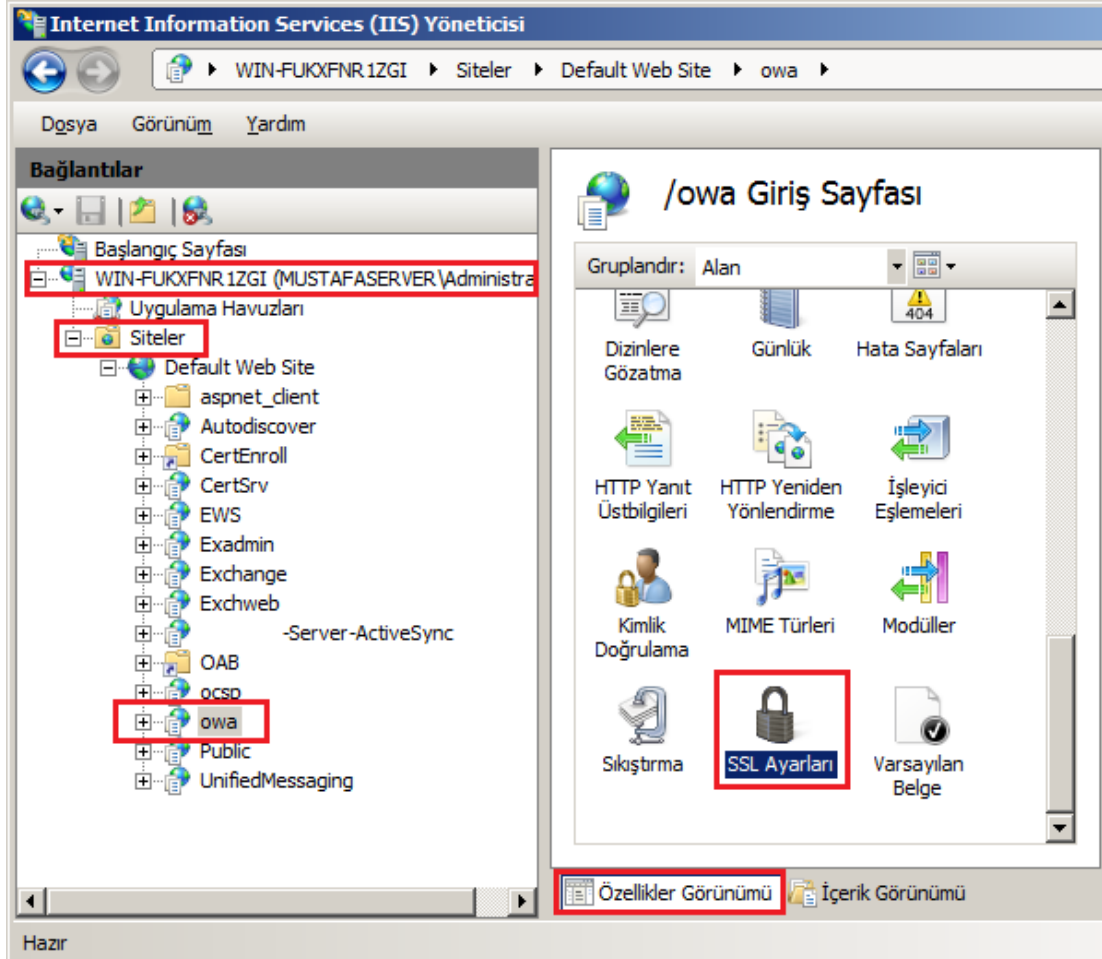 Internet Information Services (IIS) Yöneticisi
WIN-FUKXFNR1ZGI Siteler Default Web Site owa
Dosya Görünüm Yardım
Bağlantılar
Başlangıç Sayfası
WIN-FUKXFNR1ZGI (MUSTAFASERVER\Administra
Uygulama Havuzları
Siteler
Default Web Site
aspnet_client
Autodiscover
CertEnroll
CertSrv
EWS
Exadmin
Exchange
Exchweb
-Server-ActiveSync
OAB
ocsp
owa
Public
UnifiedMessaging
/owa Giriş Sayfası
Gruplandır: Alan
404
Dizinlere Gözatma
Günlük
Hata Sayfaları
HTTP Yanıt Üstbilgileri
HTTP Yeniden Yönlendirme
İşleyici Eşlemeleri
Kimlik Doğrulama
MIME Türleri
Modüller
Sıkıştırma
SSL Ayarları
Varsayılan Belge
Özellikler Görünümü İçerik Görünümü
Hazır